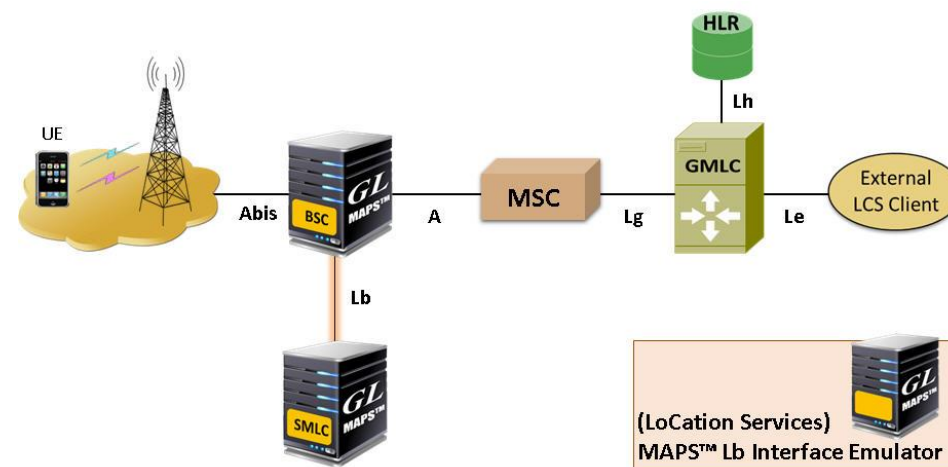 HLR
Lh
UE
GMLC
GL
MAPS™
BSC
MSC
External
LCS Client
Abis
A
Lg
Le
Lb
GL
MAPS™
SMLC
GL
MAPS™
(LoCation Services)
MAPS™ Lb Interface Emulator